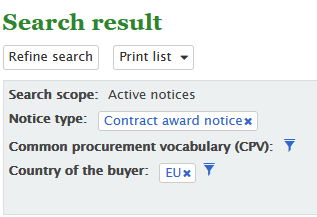 Search result
Refine search Print list
Search scope: Active notices
Notice type: Contract award notice×
Common procurement vocabulary (CPV):
Country of the buyer: EU×